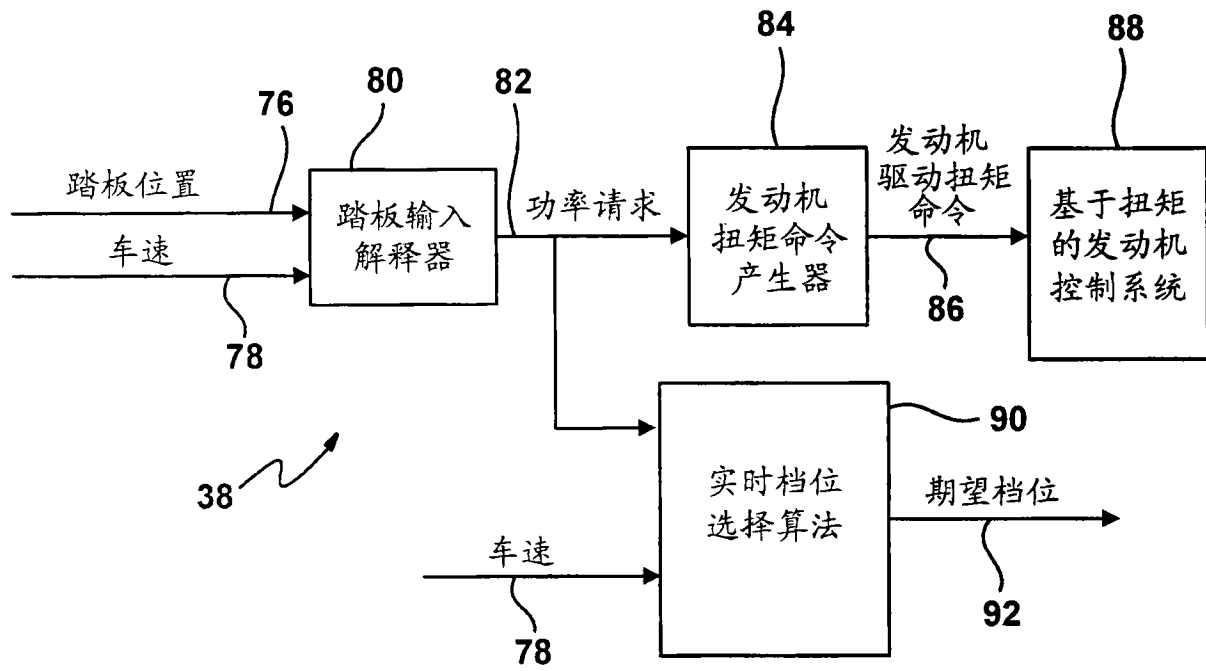 84
88
80
82
76
发动机
驱动扭矩
命令
踏板位置
踏板输入
解释器
功率请求
发动机
扭矩命令
产生器
基于扭矩
的发动机
控制系统
车速
86
78
90
实时档位
选择算法
期望档位
38
车速
92
78